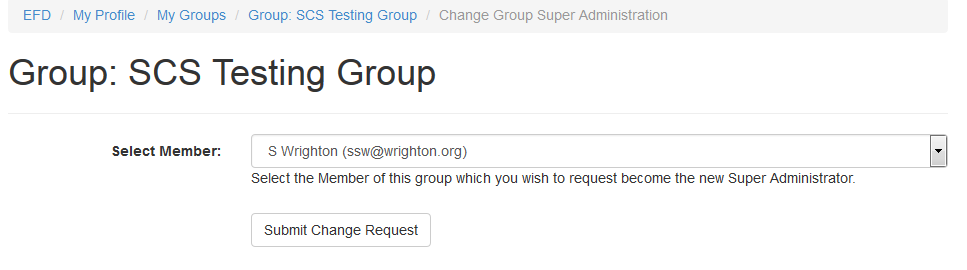 EFD / My Profile / My Groups / Group: SCS Testing Group / Change Group Super Administration
Group: SCS Testing Group
Select Member: S Wrighton (ssw@wrighton.org)
Select the Member of this group which you wish to request become the new Super Administrator.
Submit Change Request